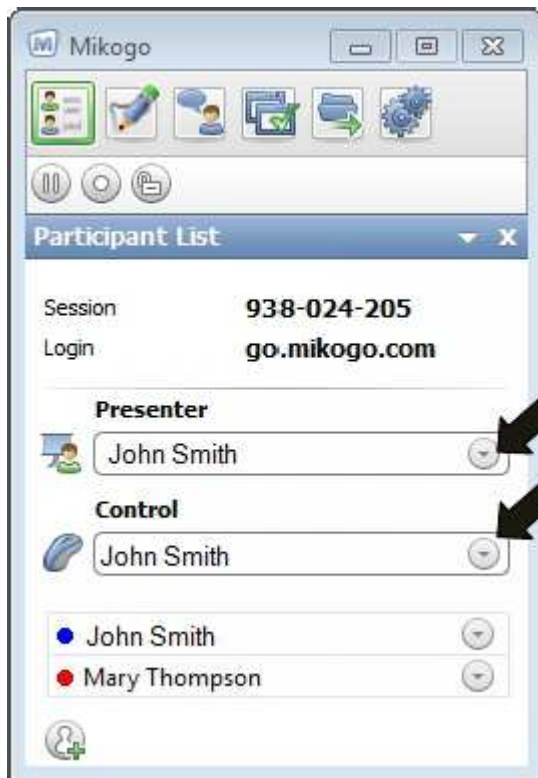 Mikogo
Participant List
Session 938-024-205
Login go.mikogo.com
Presenter
John Smith
Control
John Smith
John Smith
Mary Thompson